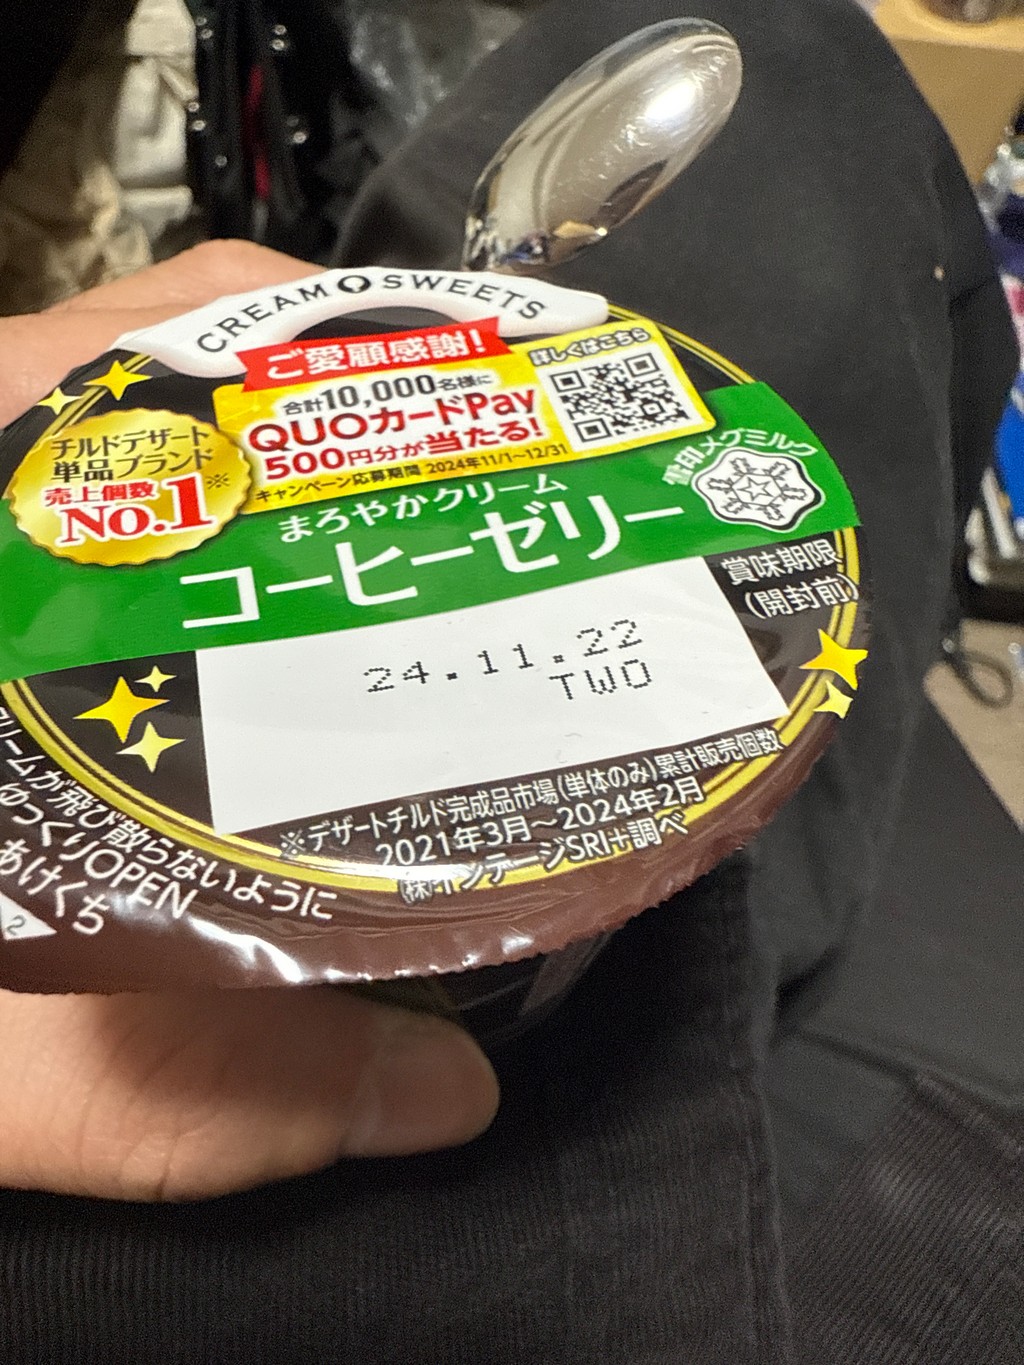 CREAM SWEETS
ご愛顧感謝!
合計10,000名様に
QUOカードPay
500円分が当たる!
キャンペーン応募期間 2024年11/1〜12/31
詳しくはこちら
チルドデザート
単品ブランド※
売上個数
No.1
雪印メグミルク
まろやかクリーム
コーヒーゼリー
賞味期限
(開封前)
24.11.22
TWO
※デザートチルド完成品市場(単体のみ)累計販売個数
2021年3月〜2024年2月
(株)インテージSRI+調べ
クリームが飛び散らないように
ゆっくりOPEN
あけくち
2